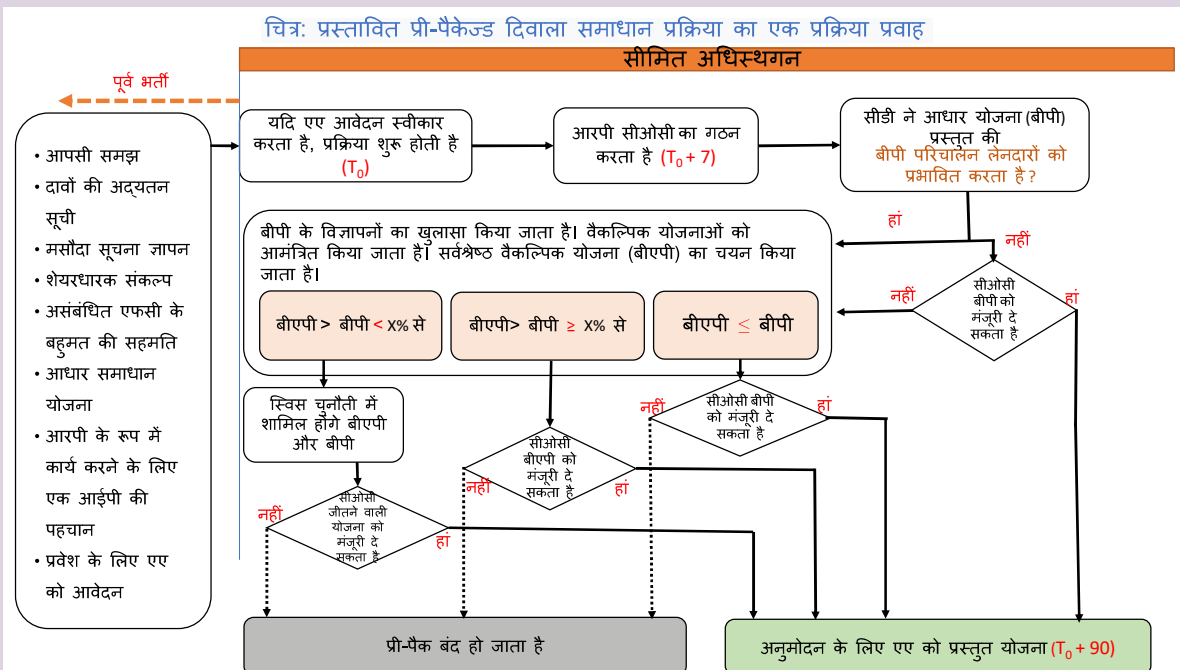 चित्र: प्रस्तावित प्री-पैकेज्ड दिवाला समाधान प्रक्रिया का एक प्रक्रिया प्रवाह
सीमित अधिस्थगन
पूर्व भर्ती
• आपसी समझ
• दावों की अद्यतन
सूची
• मसौदा सूचना ज्ञापन
• शेयरधारक संकल्प
• असंबंधित एफसी के
बहुमत की सहमति
• आधार समाधान
योजना
• आरपी के रूप में
कार्य करने के लिए
एक आईपी की
पहचान
• प्रवेश के लिए एए
को आवेदन
यदि एए आवेदन स्वीकार
करता है, प्रक्रिया शुरू होती है
(T0)
आरपी सीओसी का गठन
करता है (T0 + 7)
सीडी ने आधार योजना (बीपी)
प्रस्तुत की
बीपी परिचालन लेनदारों को
प्रभावित करता है?
हां
नहीं
बीपी के विज्ञापनों का खुलासा किया जाता है। वैकल्पिक योजनाओं को
आमंत्रित किया जाता है। सर्वश्रेष्ठ वैकल्पिक योजना (बीएपी) का चयन किया
जाता है।
बीएपी > बीपी < X% से
बीएपी> बीपी ≥ X% से
बीएपी ≤ बीपी
सीओसी
बीपी को
मंजूरी दे
सकता है
नहीं
हां
स्विस चुनौती में
शामिल होंगे बीएपी
और बीपी
सीओसी बीपी
को मंजूरी दे
सकता है
नहीं
हां
सीओसी
बीएपी को
मंजूरी दे
सकता है
नहीं
हां
सीओसी
जीतने वाली
योजना को
मंजूरी दे
सकता है
नहीं
हां
प्री-पैक बंद हो जाता है
अनुमोदन के लिए एए को प्रस्तुत योजना (T0 + 90)